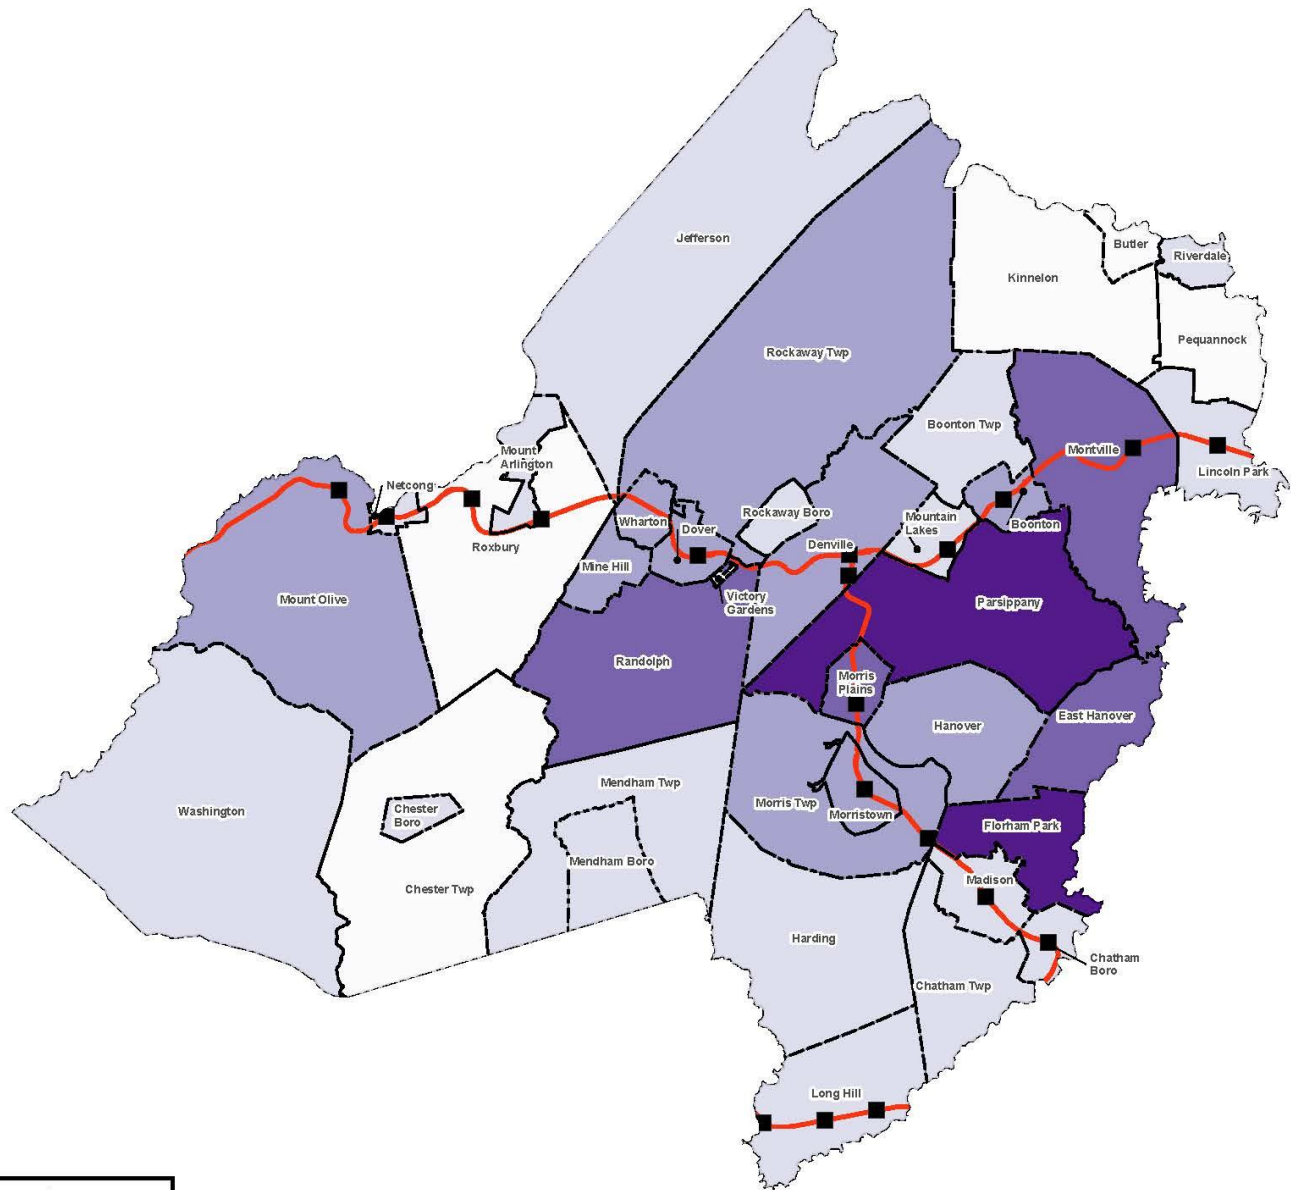 Jefferson
Butler
Riverdale
Kinnelon
Pequannock
Rockaway Twp
Boonton Twp
Montville
Mount
Arlington
Lincoln Park
Netcong
Rockaway Boro
Wharton
Dover
Mountain
Lakes
Boonton
Roxbury
Denville
Mine Hill
Mount Olive
Victory
Gardens
Parsippany
Randolph
Morris
Plains
East Hanover
Hanover
Mendham Twp
Washington
Chester
Boro
Morris Twp
Morristown
Florham Park
Mendham Boro
Madison
Chester Twp
Harding
Chatham
Boro
Chatham Twp
Long Hill